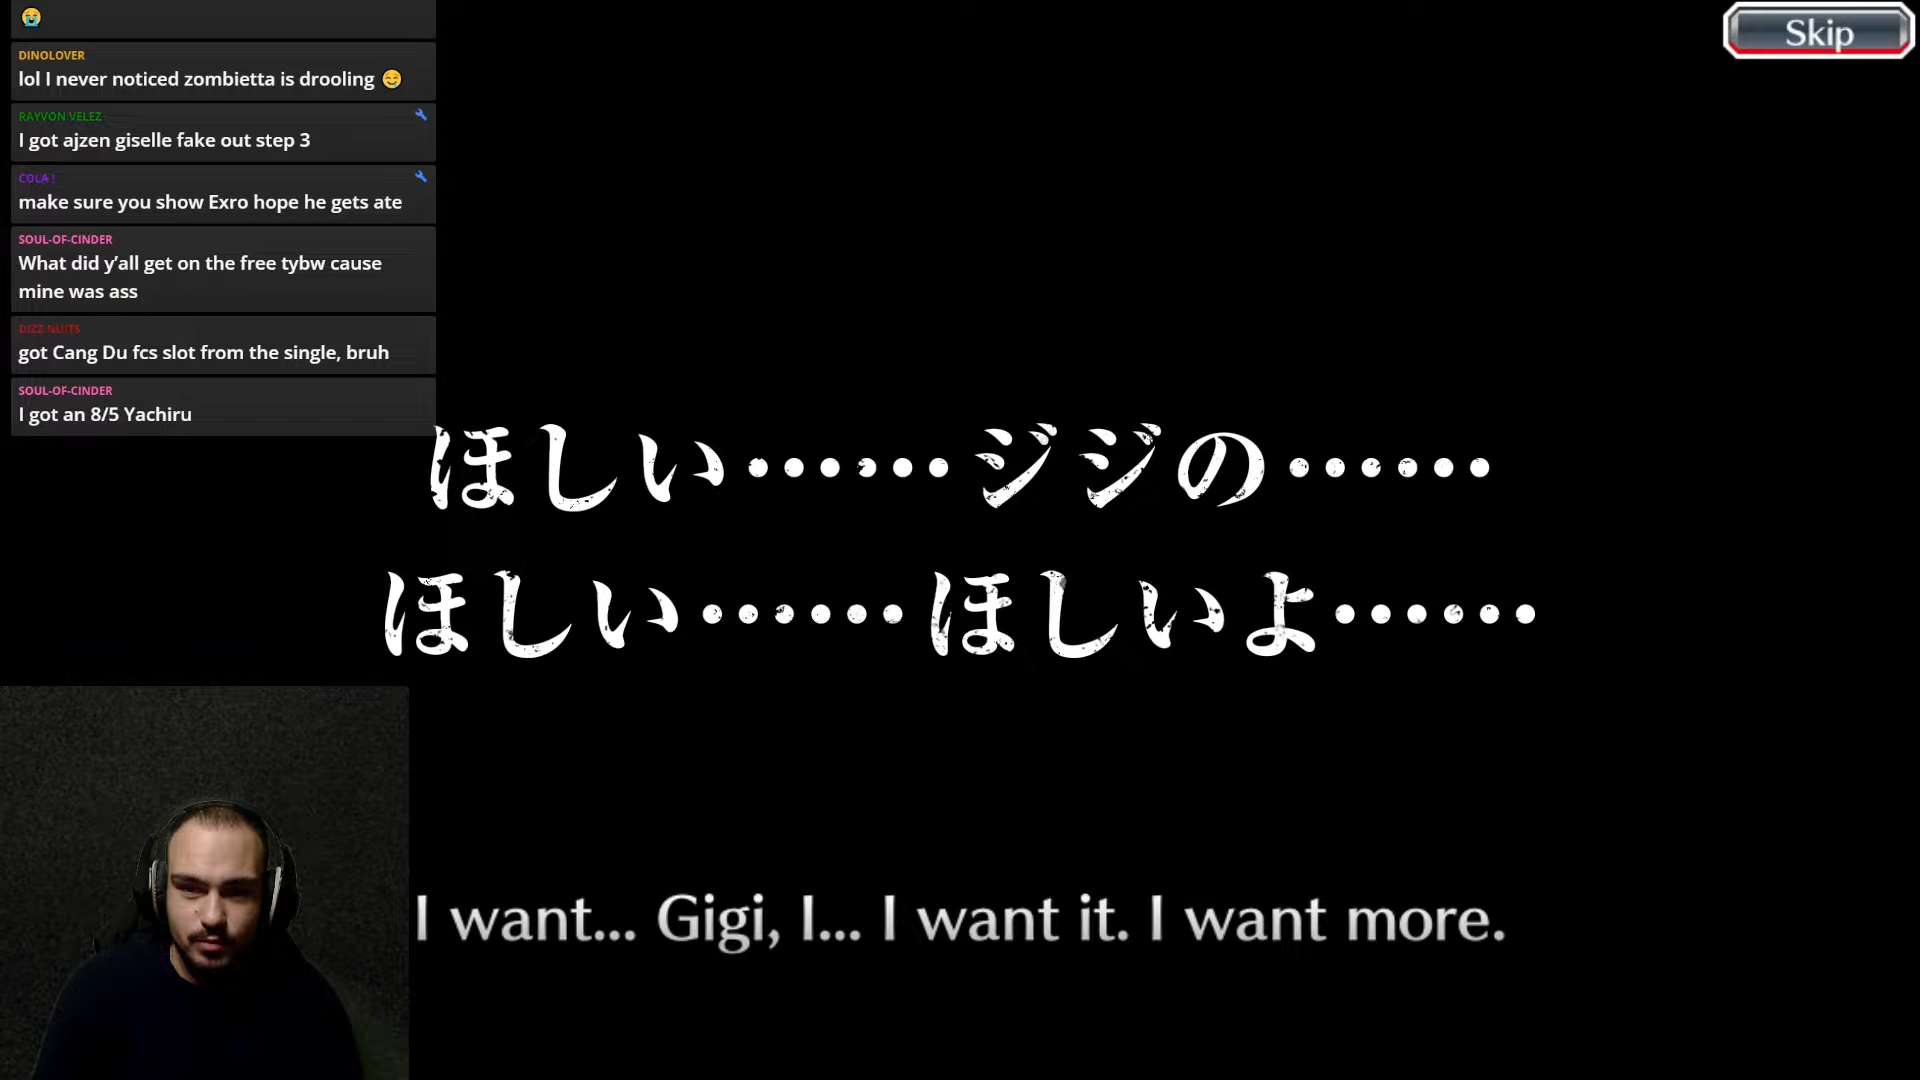 😭
DINOLOVER
lol I never noticed zombietta is drooling 🤤
RAYVON VELEZ
I got ajzen giselle fake out step 3
COLA !
make sure you show Exro hope he gets ate
SOUL-OF-CINDER
What did y’all get on the free tybw cause
mine was ass
DIZZ NUITS
got Cang Du fcs slot from the single, bruh
SOUL-OF-CINDER
I got an 8/5 Yachiru
Skip
ほしい……ジジの……
ほしい……ほしいよ……
I want... Gigi, I... I want it. I want more.